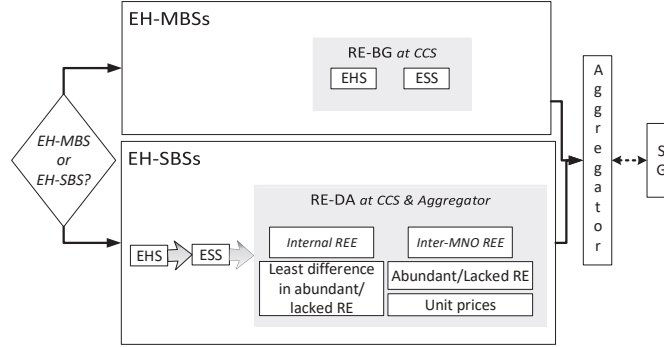 EH-MBSs
RE-BG at CCS
EHS
ESS
EH-MBS
or
EH-SBS?
EH-SBSs
RE-DA at CCS & Aggregator
EHS
ESS
Internal REE
Inter-MNO REE
Least difference
in abundant/
lacked RE
Abundant/Lacked RE
Unit prices
A
g
g
r
e
g
a
t
o
r
S
G